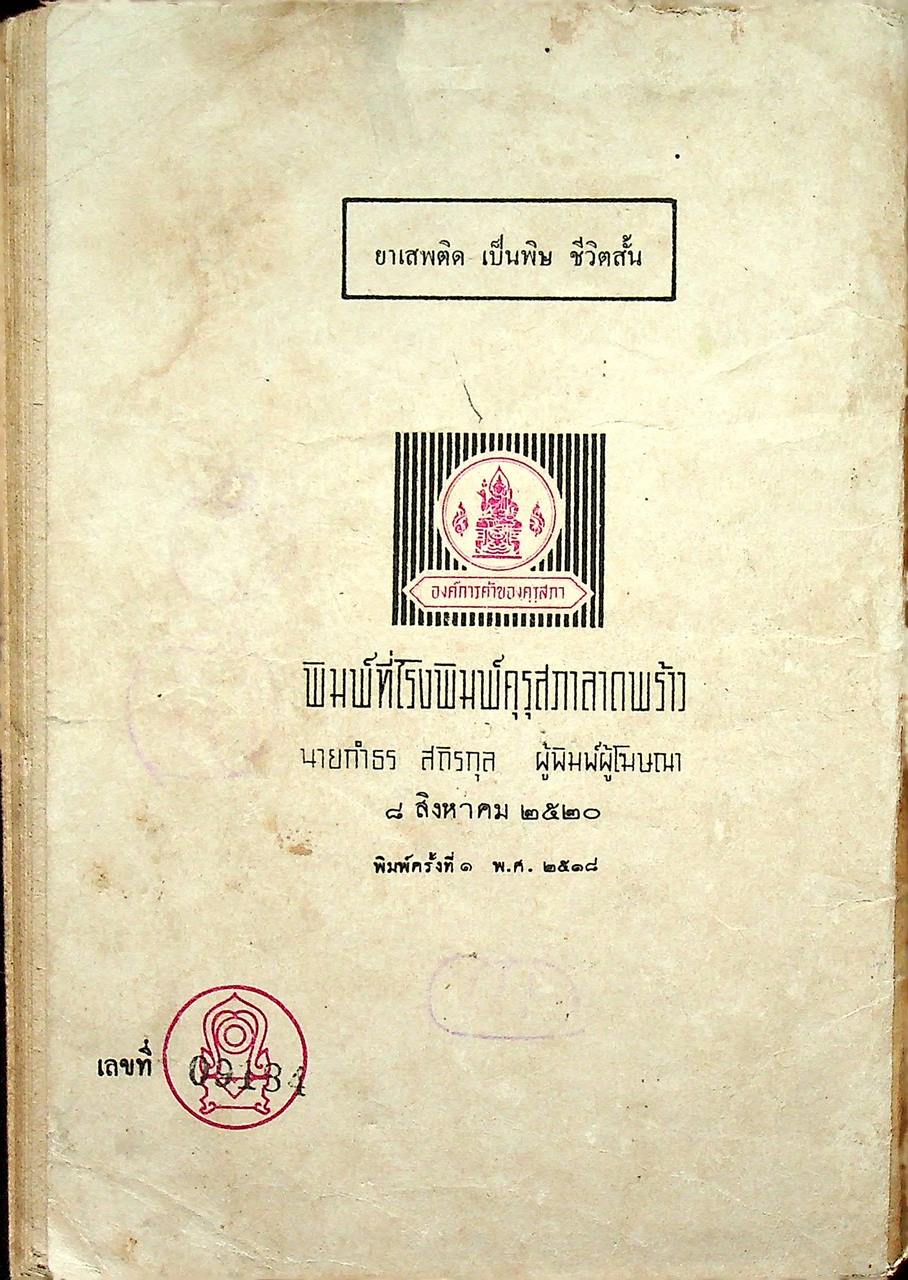 ยาเสพติด เป็นพิษ ชีวิตสั้น
องค์การค้าของคุรุสภา
พิมพ์ที่โรงพิมพ์คุรุสภาลาดพร้าว
นายกำธร สถิรกุล ผู้พิมพ์ผู้โฆษณา
๘ สิงหาคม ๒๕๒๐
พิมพ์ครั้งที่ ๑ พ.ศ. ๒๕๑๘
เลขที่ 00184